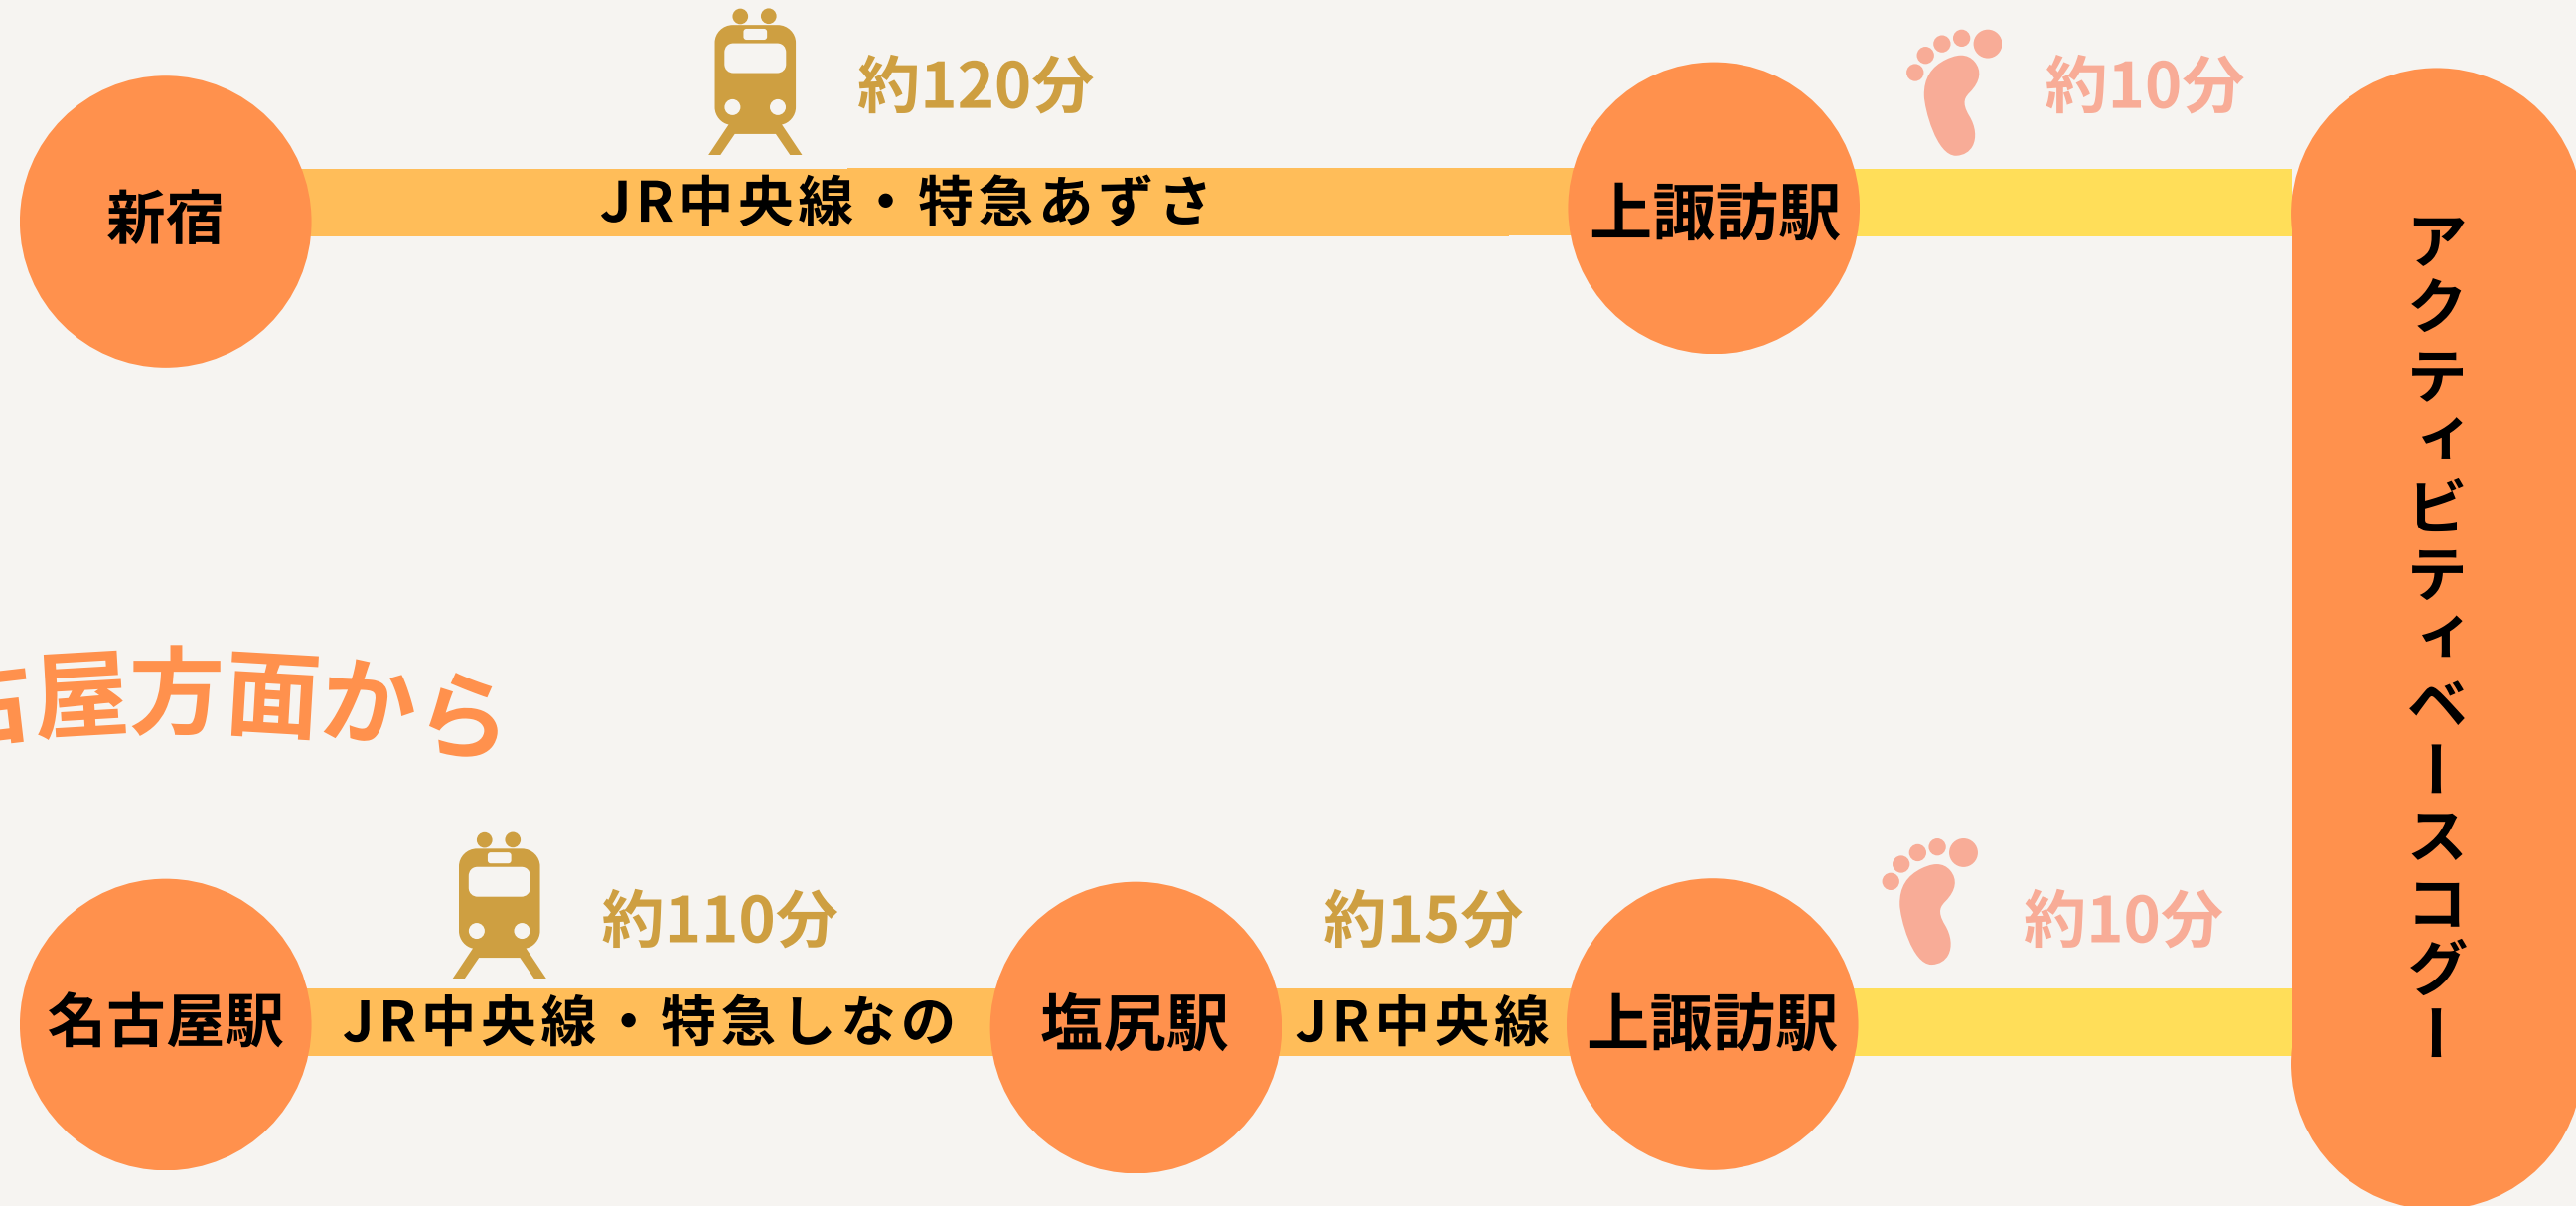 約120分
約10分
新宿
JR中央線・特急あずさ
上諏訪駅
アクティビティベースコグー
古屋方面から
約110分
約15分
約10分
名古屋駅
JR中央線・特急しなの
塩尻駅
JR中央線
上諏訪駅